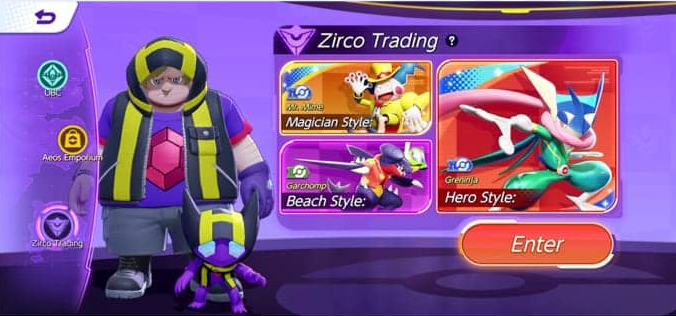 UBC
Aeos Emporium
Zirco Trading
Zirco Trading ?
Mr. Mime
Magician Style:
Garchomp
Beach Style:
Greninja
Hero Style:
Enter